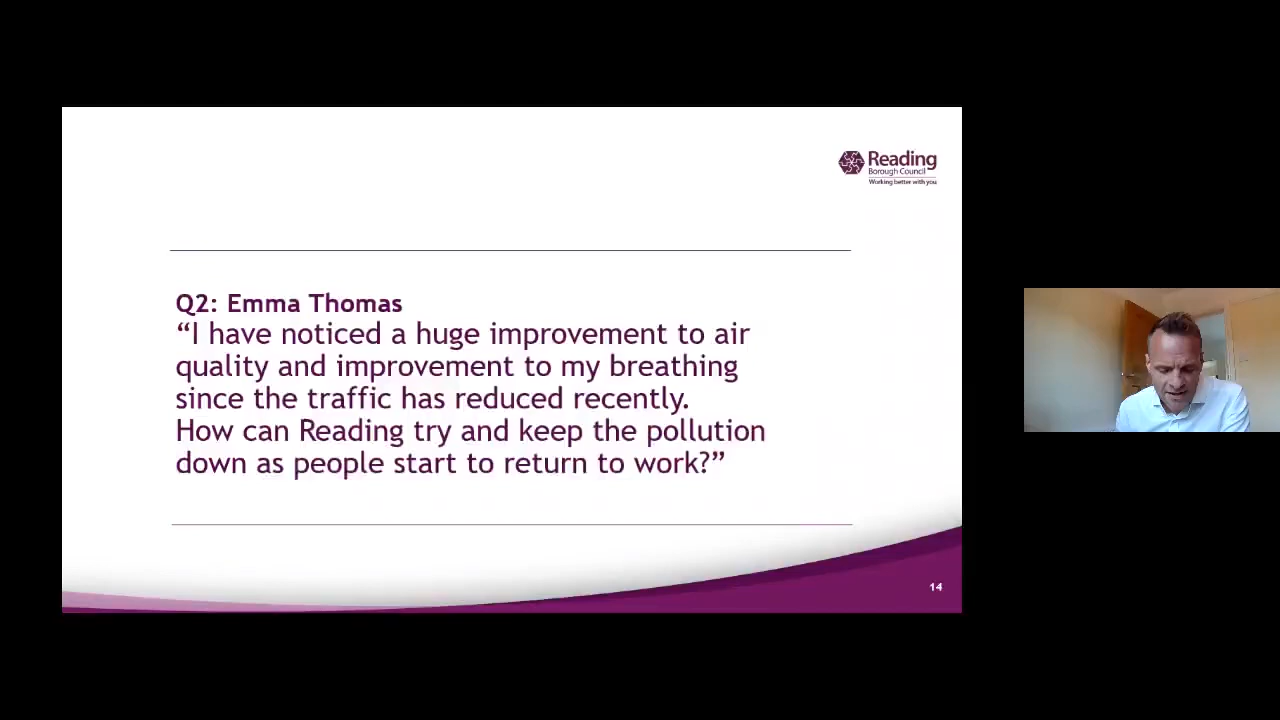 Reading
Borough Council
Working better with you
Q2: Emma Thomas
“I have noticed a huge improvement to air
quality and improvement to my breathing
since the traffic has reduced recently.
How can Reading try and keep the pollution
down as people start to return to work?”
14